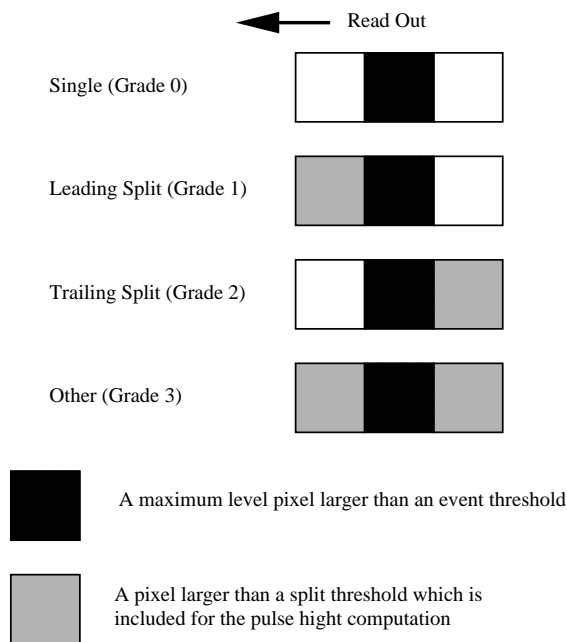 Read Out
Single (Grade 0)
Leading Split (Grade 1)
Trailing Split (Grade 2)
Other (Grade 3)
A maximum level pixel larger than an event threshold
A pixel larger than a split threshold which is
included for the pulse hight computation